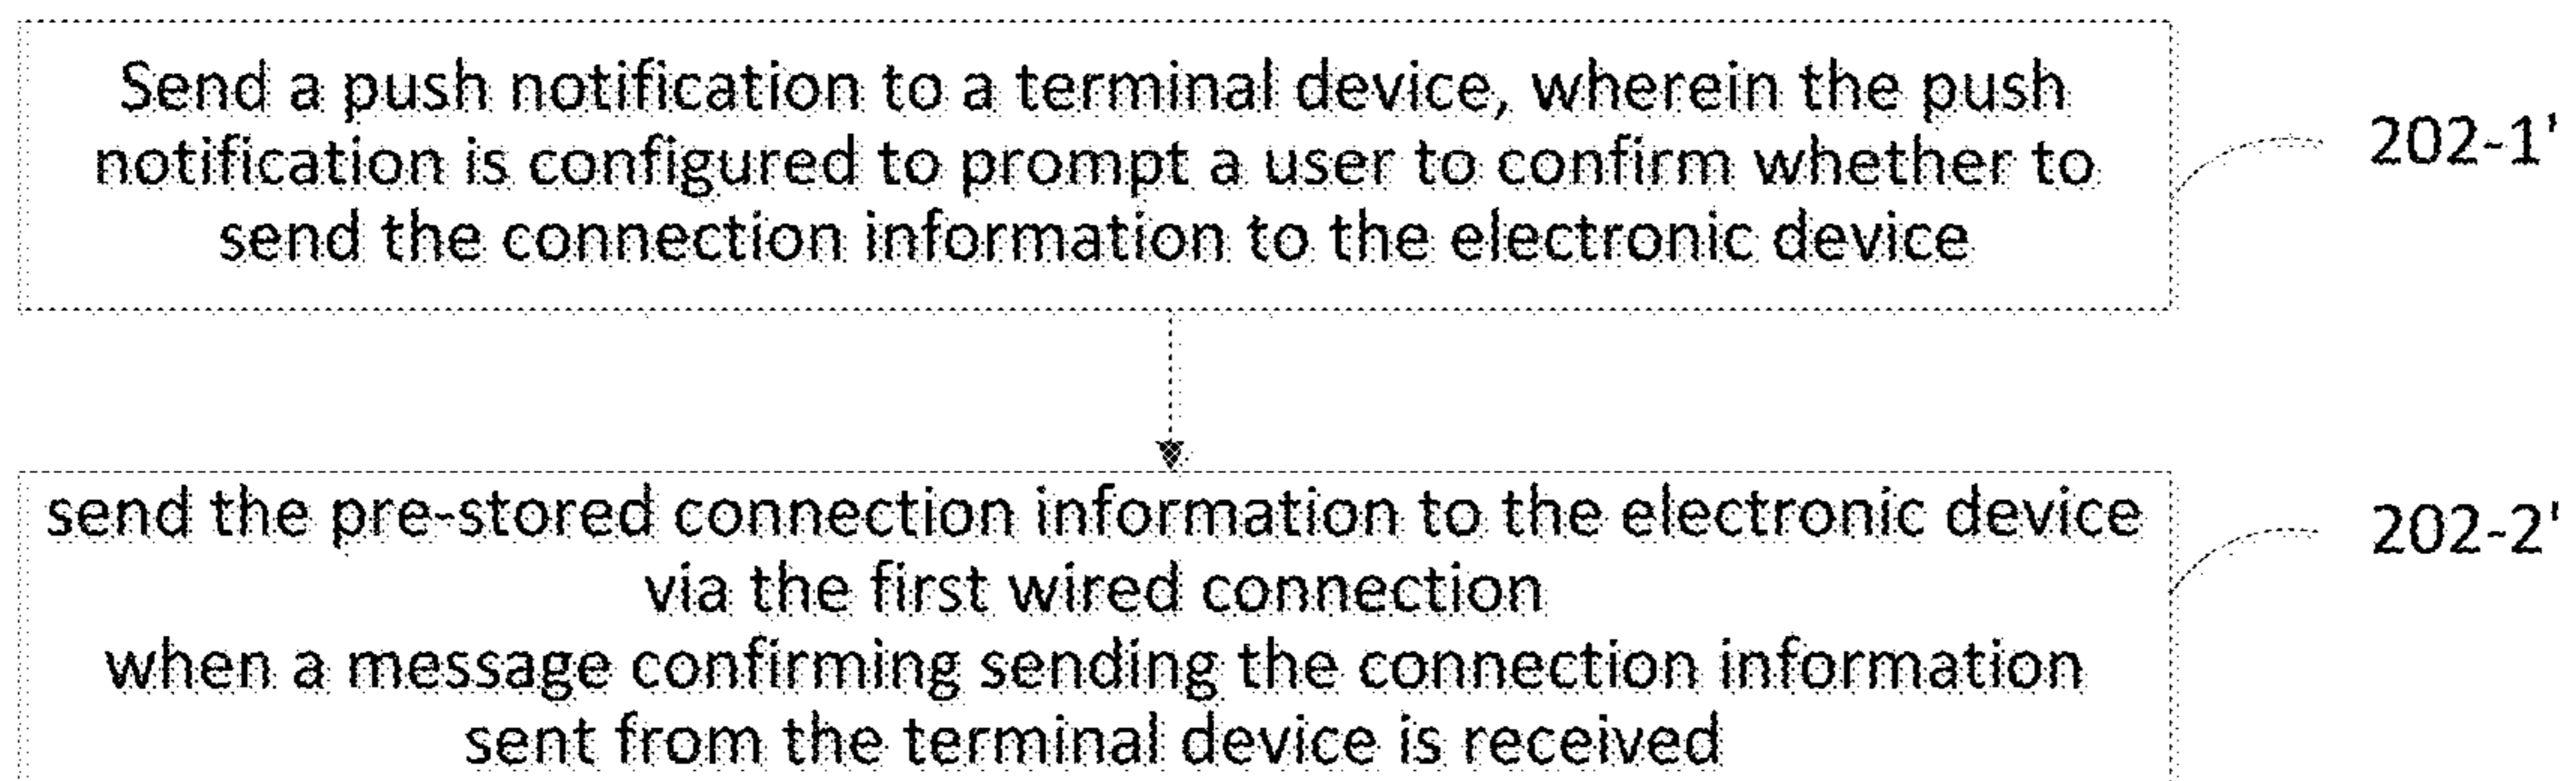 Send a push notification to a terminal device, wherein the push
notification is configured to prompt a user to confirm whether to
send the connection information to the electronic device
202-1'
send the pre-stored connection information to the electronic device
via the first wired connection
when a message confirming sending the connection information
sent from the terminal device is received
202-2'